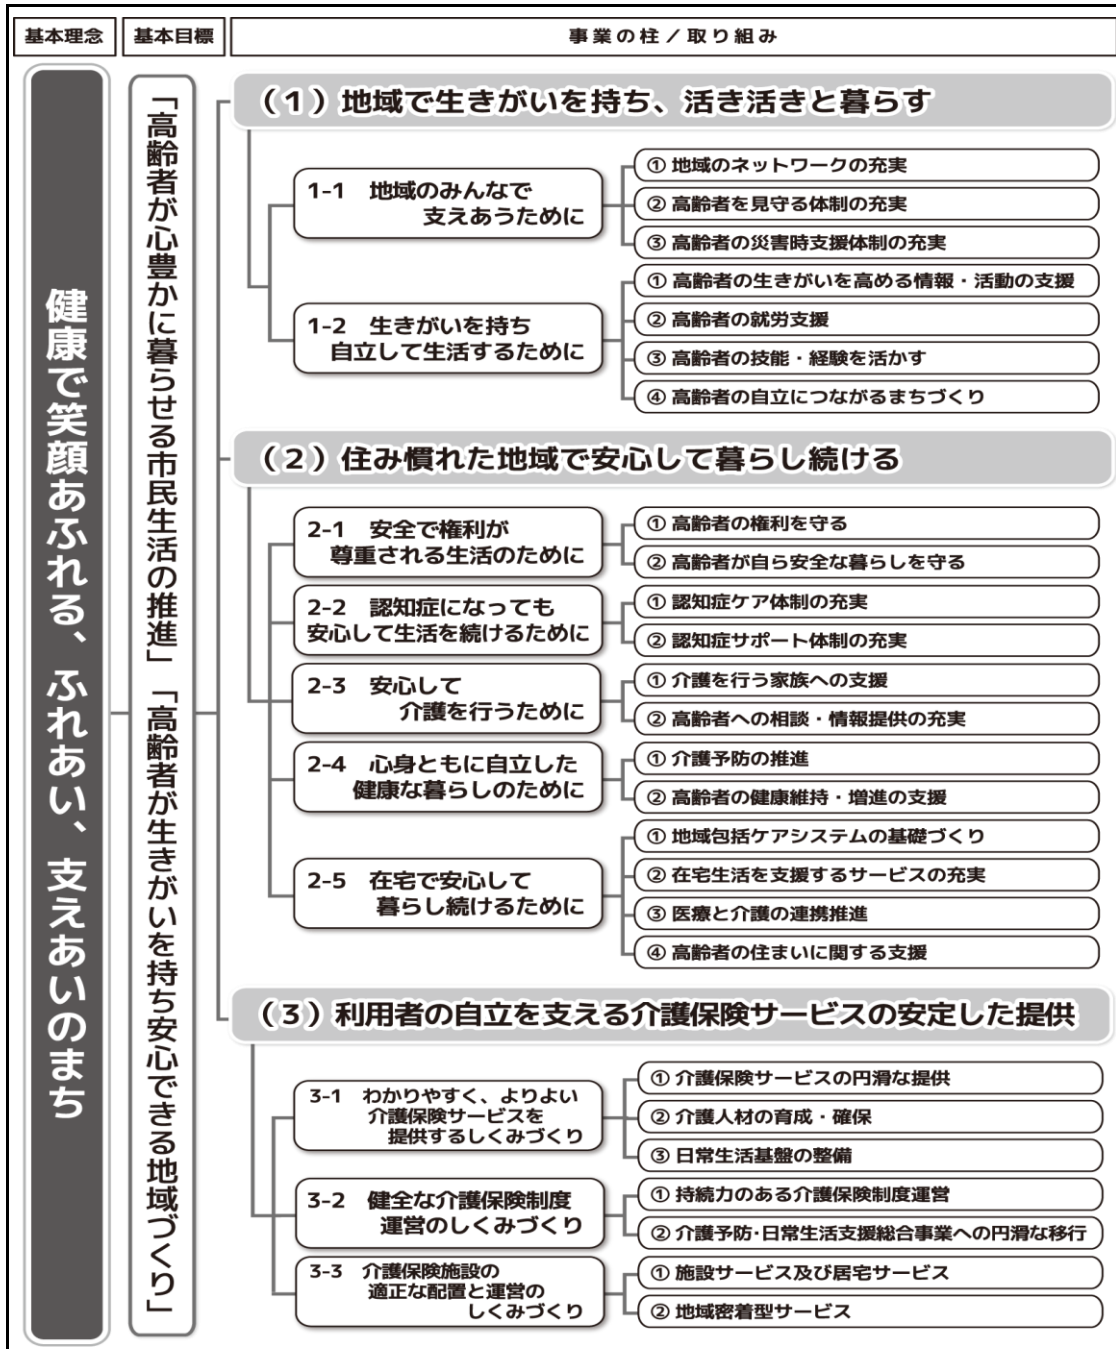 基本理念
基本目標
事業の柱／取り組み
健康で笑顔あふれる、ふれあい、支えあいのまち
「高齢者が心豊かに暮らせる市民生活の推進」「高齢者が生きがいを持ち安心できる地域づくり」
（１）地域で生きがいを持ち、活き活きと暮らす
1-1 地域のみんなで
支えあうために
① 地域のネットワークの充実
② 高齢者を見守る体制の充実
③ 高齢者の災害時支援体制の充実
1-2 生きがいを持ち
自立して生活するために
① 高齢者の生きがいを高める情報・活動の支援
② 高齢者の就労支援
③ 高齢者の技能・経験を活かす
④ 高齢者の自立につながるまちづくり
（２）住み慣れた地域で安心して暮らし続ける
2-1 安全で権利が
尊重される生活のために
① 高齢者の権利を守る
② 高齢者が自ら安全な暮らしを守る
2-2 認知症になっても
安心して生活を続けるために
① 認知症ケア体制の充実
② 認知症サポート体制の充実
2-3 安心して
介護を行うために
① 介護を行う家族への支援
② 高齢者への相談・情報提供の充実
2-4 心身ともに自立した
健康な暮らしのために
① 介護予防の推進
② 高齢者の健康維持・増進の支援
2-5 在宅で安心して
暮らし続けるために
① 地域包括ケアシステムの基礎づくり
② 在宅生活を支援するサービスの充実
③ 医療と介護の連携推進
④ 高齢者の住まいに関する支援
（３）利用者の自立を支える介護保険サービスの安定した提供
3-1 わかりやすく、よりよい
介護保険サービスを
提供するしくみづくり
① 介護保険サービスの円滑な提供
② 介護人材の育成・確保
③ 日常生活基盤の整備
3-2 健全な介護保険制度
運営のしくみづくり
① 持続力のある介護保険制度運営
② 介護予防・日常生活支援総合事業への円滑な移行
3-3 介護保険施設の
適正な配置と運営の
しくみづくり
① 施設サービス及び居宅サービス
② 地域密着型サービス